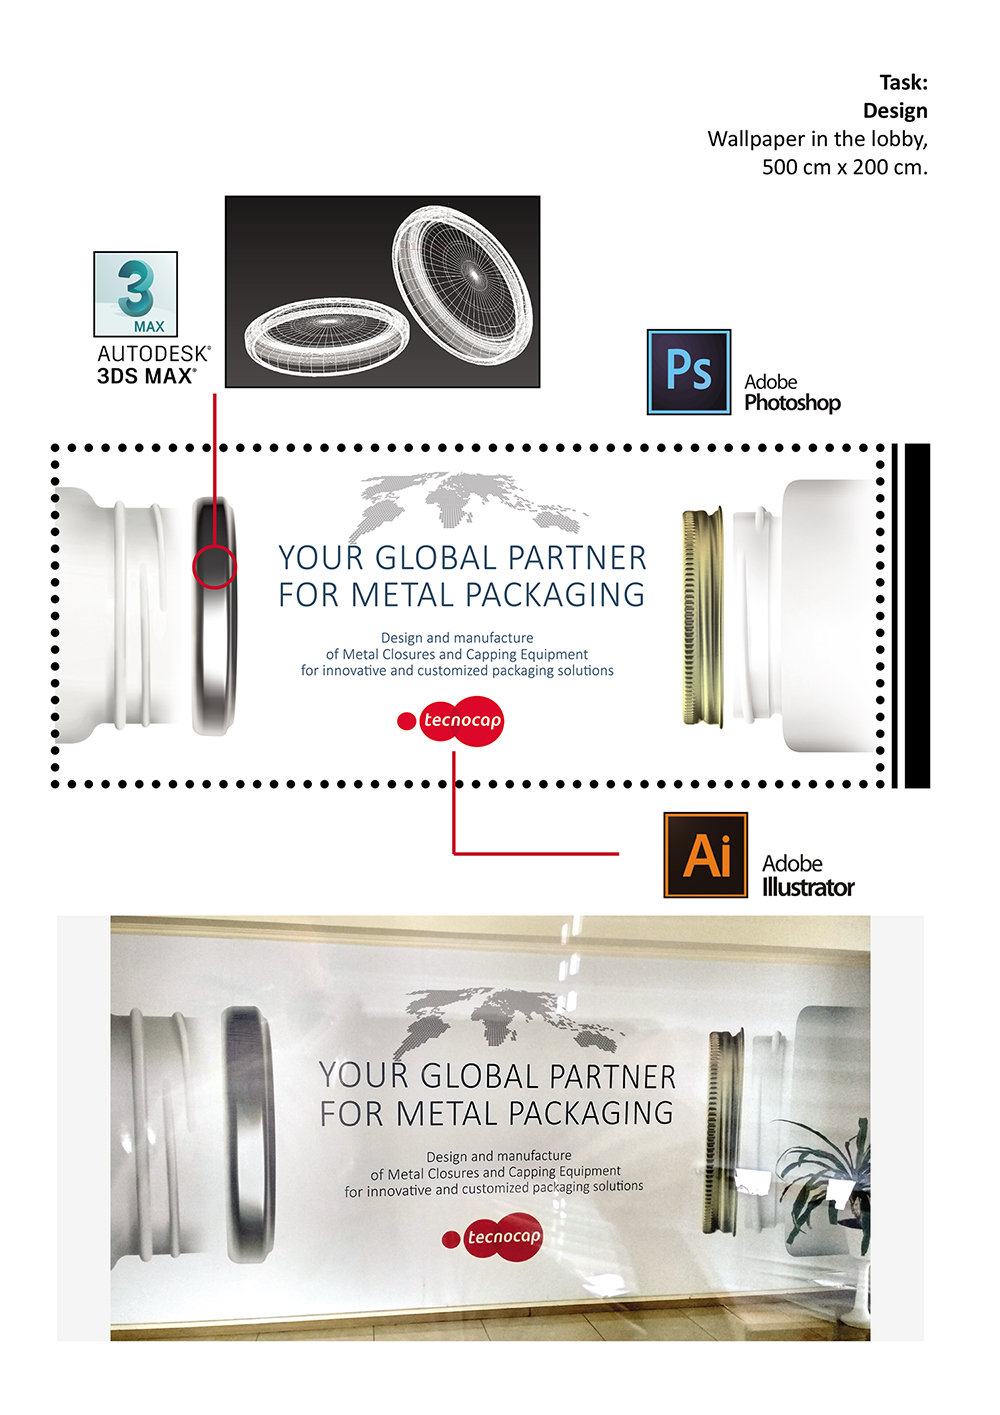 Task:
Design
Wallpaper in the lobby,
500 cm x 200 cm.
3
MAX
AUTODESK®
3DS MAX®
Ps
Adobe
Photoshop
YOUR GLOBAL PARTNER
FOR METAL PACKAGING
Design and manufacture
of Metal Closures and Capping Equipment
for innovative and customized packaging solutions
tecnocap
Ai
Adobe
Illustrator
YOUR GLOBAL PARTNER
FOR METAL PACKAGING
Design and manufacture
of Metal Closures and Capping Equipment
for innovative and customized packaging solutions
tecnocap